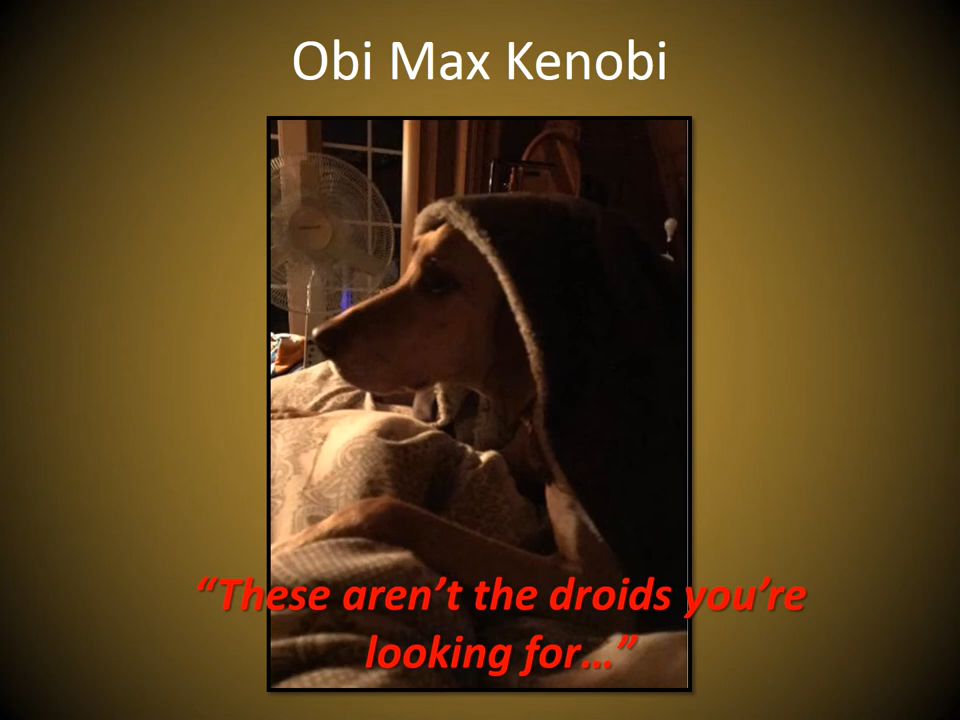 Obi Max Kenobi
“These aren’t the droids you’re
looking for…”